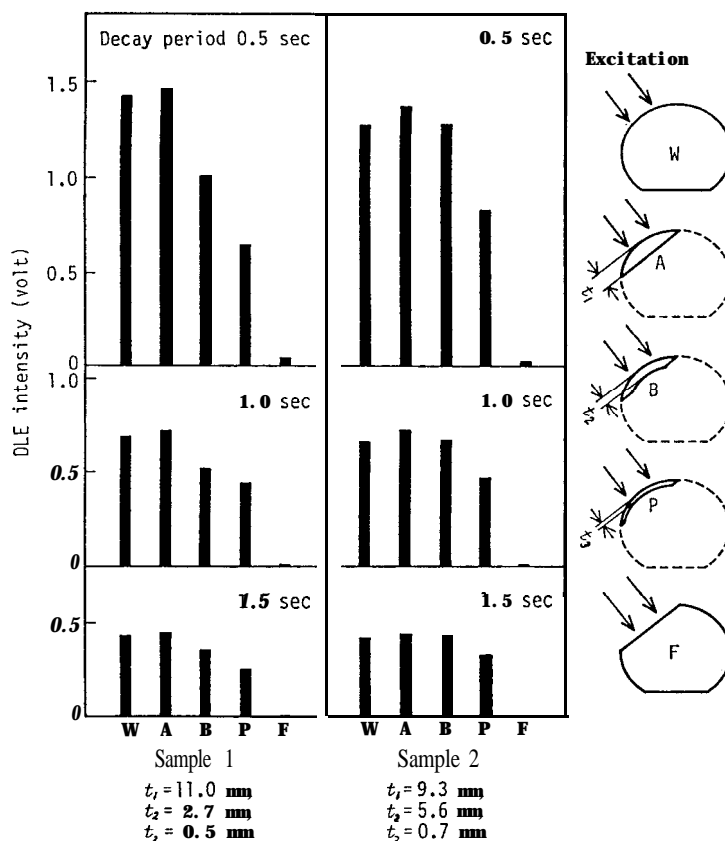 Decay period 0.5 sec
0.5 sec
Excitation
DLE intensity (volt)
1.5
1.0
0.5
0
W
A
t1
B
t2
P
t3
F
1.0
0.5
0
1.0 sec
1.0 sec
0.5
0
1.5 sec
1.5 sec
W A B P F
W A B P F
Sample 1
Sample 2
t1 = 11.0 mm,
t2 = 2.7 mm,
t3 = 0.5 mm
t1 = 9.3 mm,
t2 = 5.6 mm,
t3 = 0.7 mm